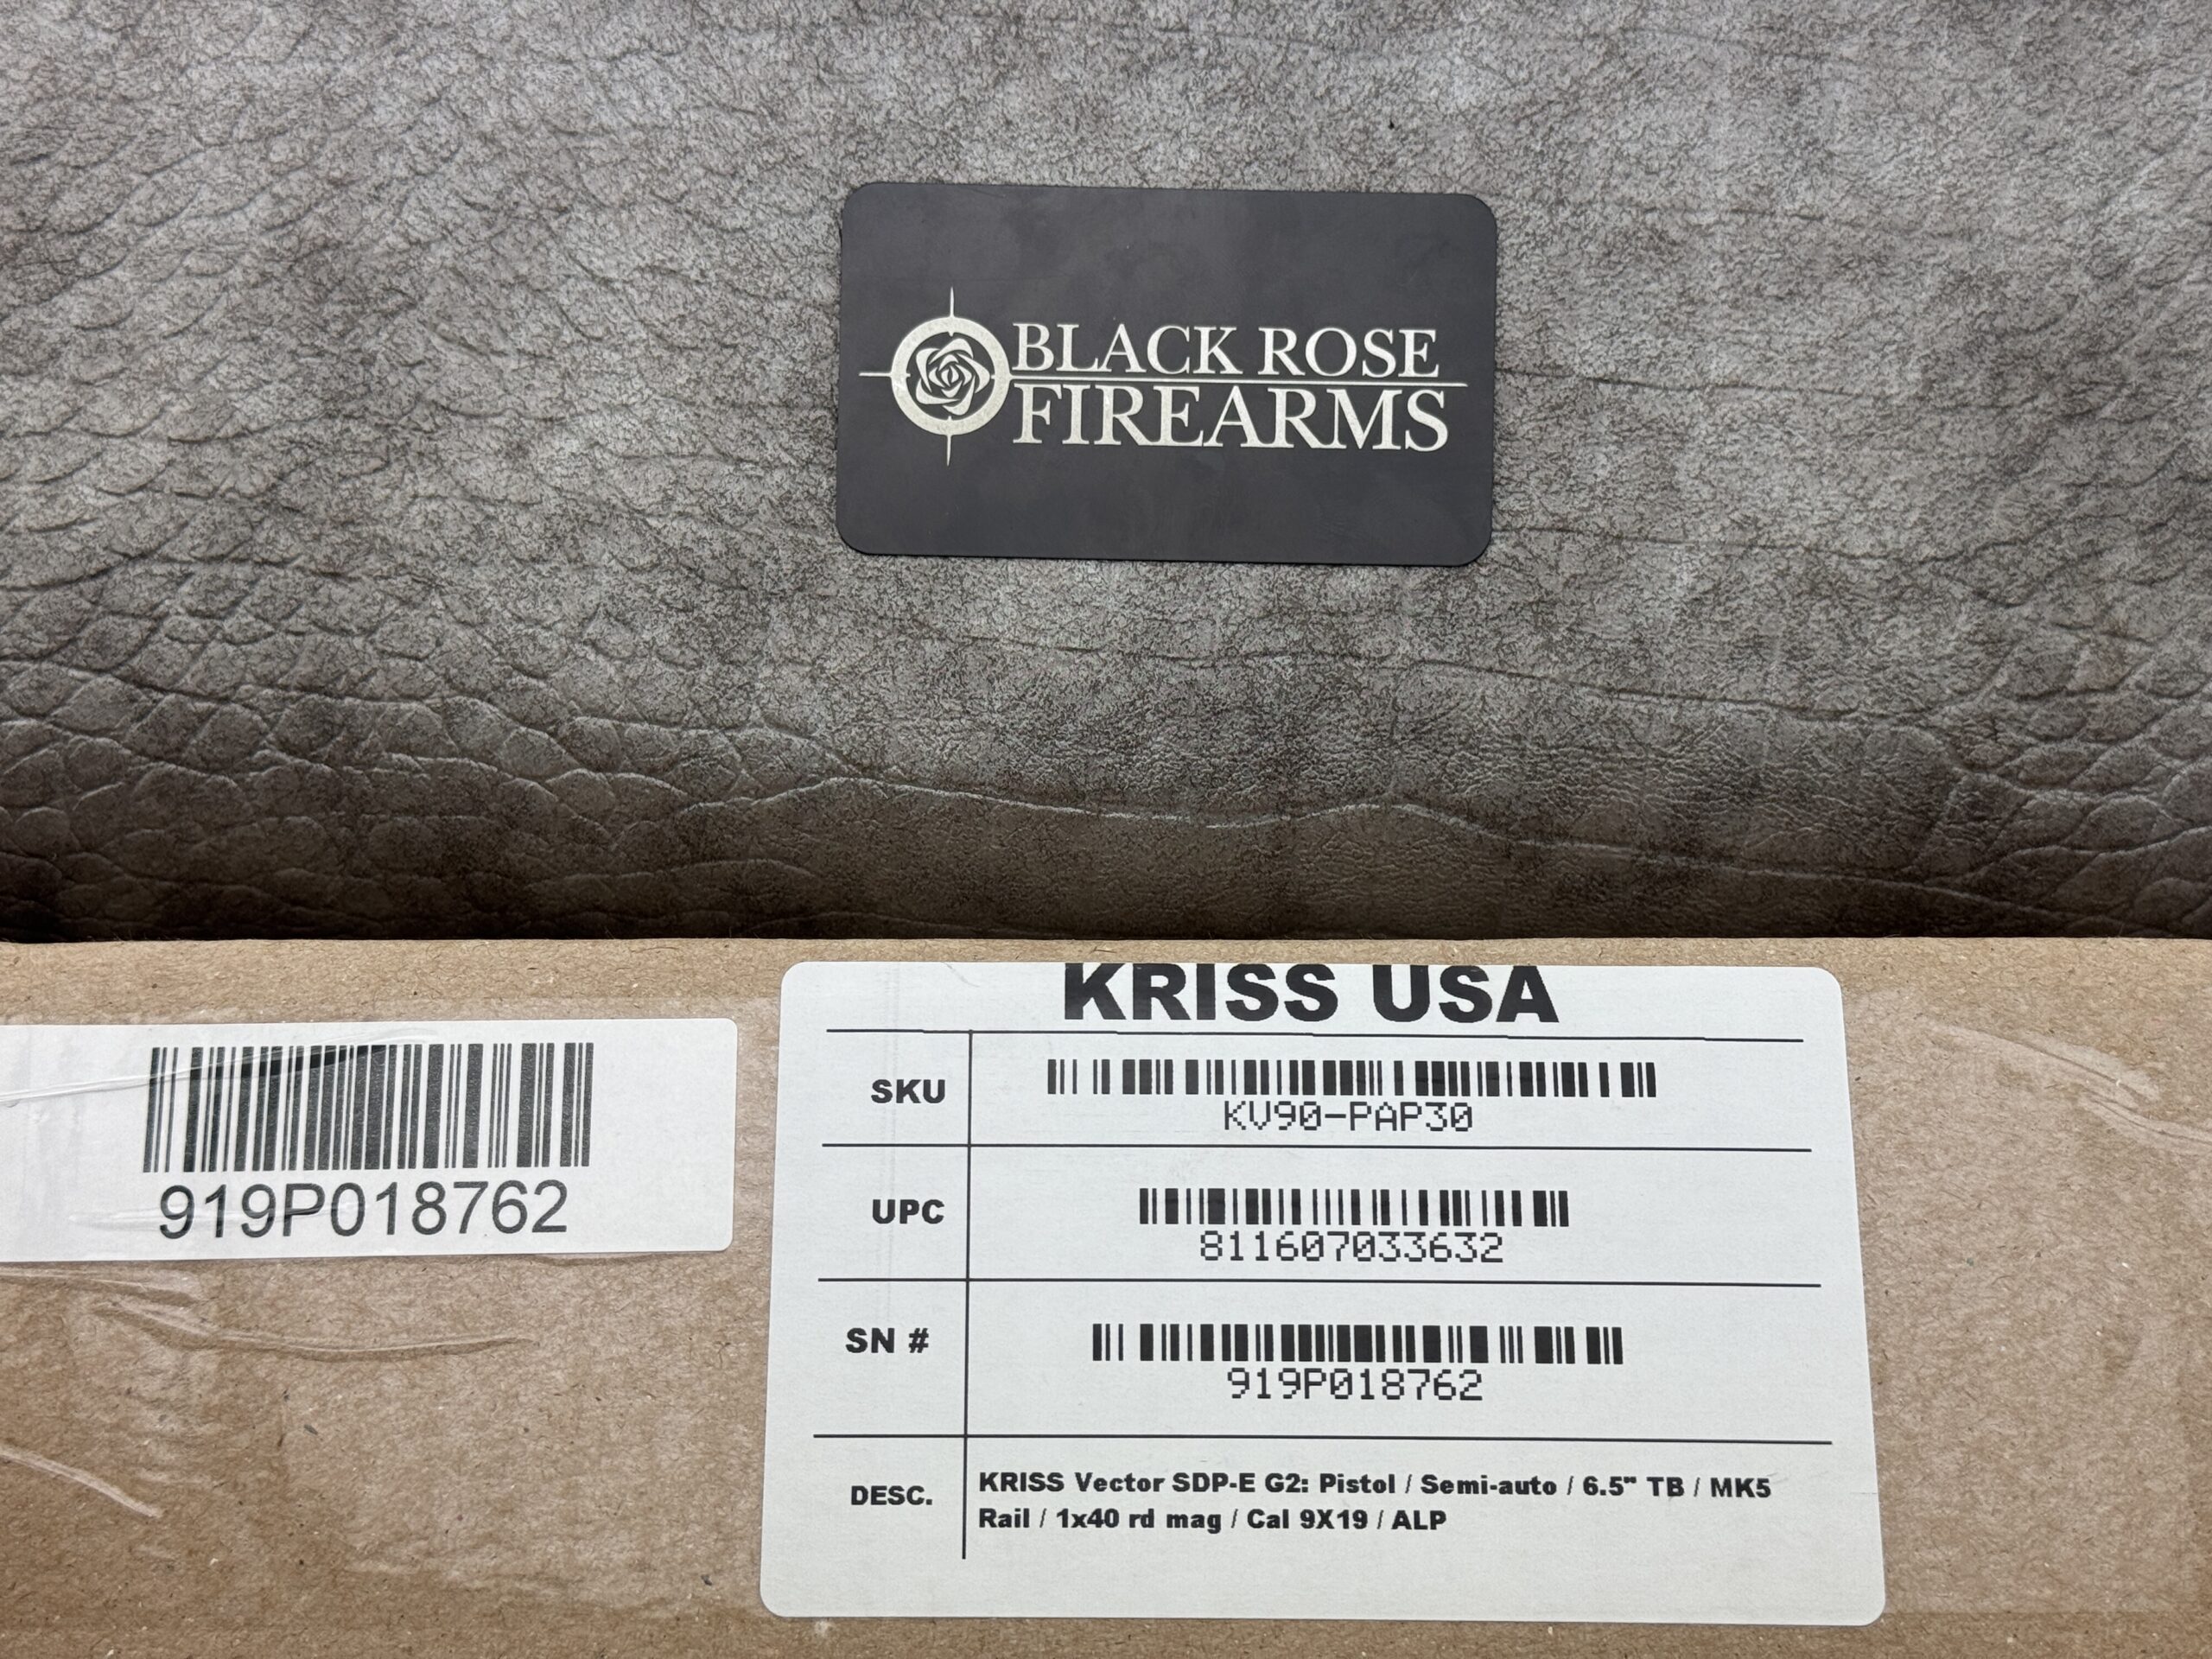 BLACK ROSE
FIREARMS
919P018762
KRISS USA
SKU
KV90-PAP30
UPC
811607033632
SN #
919P018762
DESC.
KRISS Vector SDP-E G2: Pistol / Semi-auto / 6.5" TB / MK5
Rail / 1x40 rd mag / Cal 9X19 / ALP